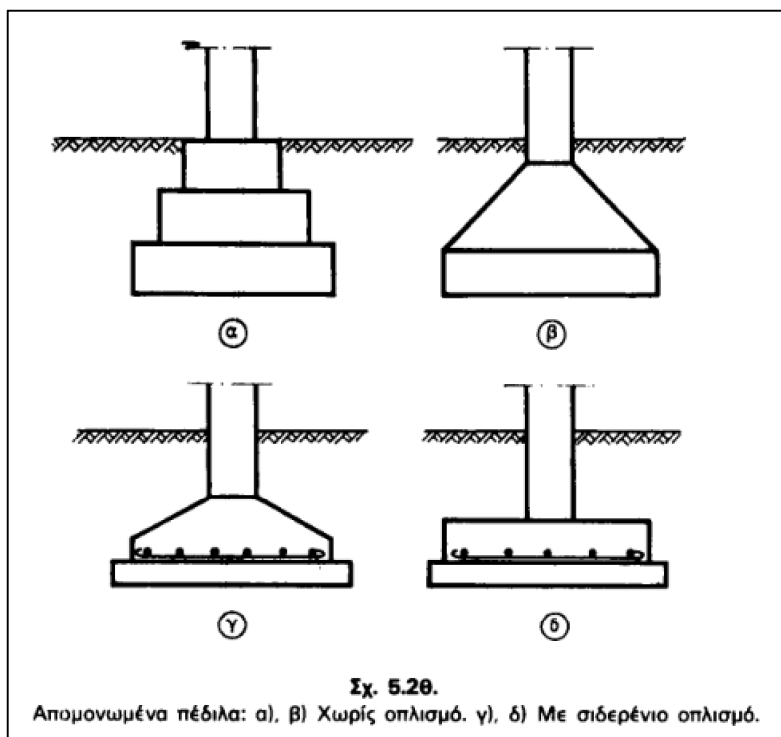 α
β
γ
δ
Σχ. 5.2θ.
Απομονωμένα πέδιλα: α), β) Χωρίς οπλισμό. γ), δ) Με σιδερένιο οπλισμό.